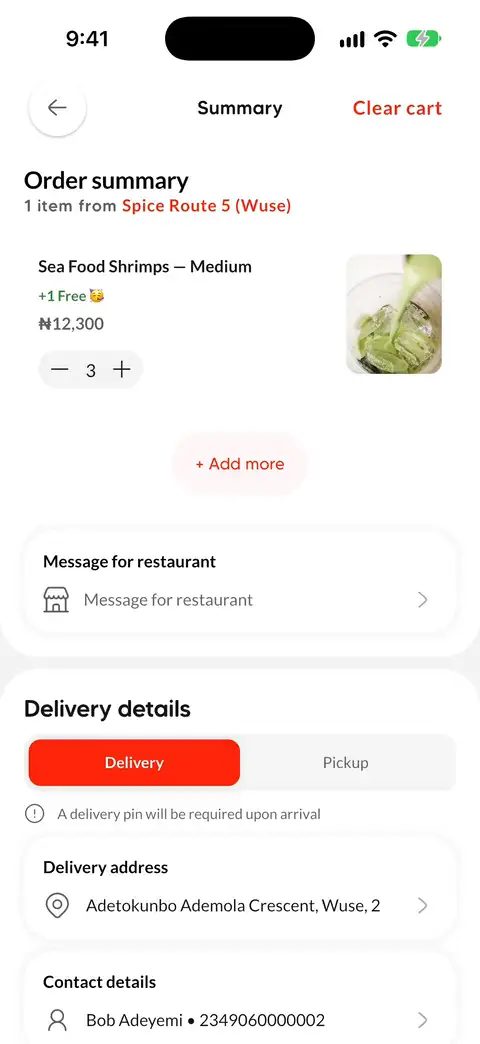 9:41
Summary
Clear cart
Order summary
1 item from Spice Route 5 (Wuse)
Sea Food Shrimps — Medium
+1 Free 🥳
₦12,300
3
+ Add more
Message for restaurant
Message for restaurant
Delivery details
Delivery
Pickup
A delivery pin will be required upon arrival
Delivery address
Adetokunbo Ademola Crescent, Wuse, 2
Contact details
Bob Adeyemi • 2349060000002